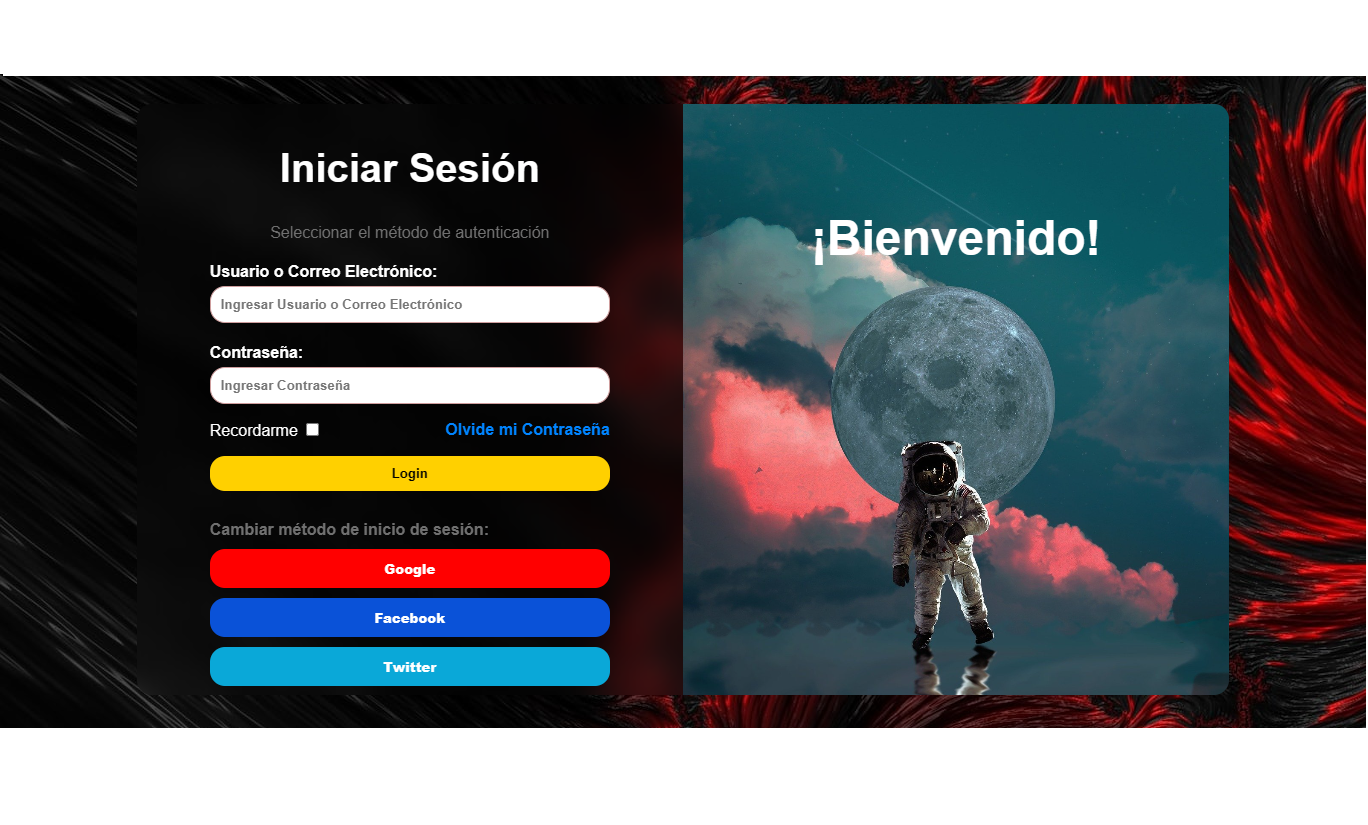 Iniciar Sesión
Seleccionar el método de autenticación
Usuario o Correo Electrónico:
Ingresar Usuario o Correo Electrónico
Contraseña:
Ingresar Contraseña
Recordarme
Olvide mi Contraseña
Login
Cambiar método de inicio de sesión:
Google
Facebook
Twitter
¡Bienvenido!